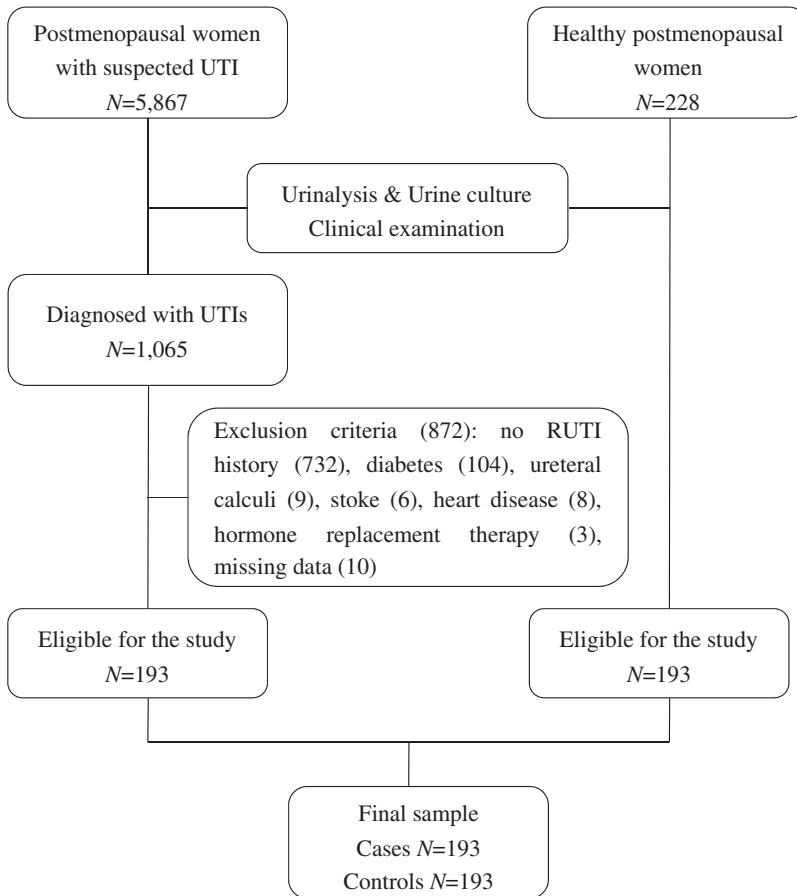 Postmenopausal women
with suspected UTI
N=5,867
Healthy postmenopausal
women
N=228
Urinalysis & Urine culture
Clinical examination
Diagnosed with UTIs
N=1,065
Exclusion criteria (872): no RUTI
history (732), diabetes (104), ureteral
calculi (9), stoke (6), heart disease (8),
hormone replacement therapy (3),
missing data (10)
Eligible for the study
N=193
Eligible for the study
N=193
Final sample
Cases N=193
Controls N=193